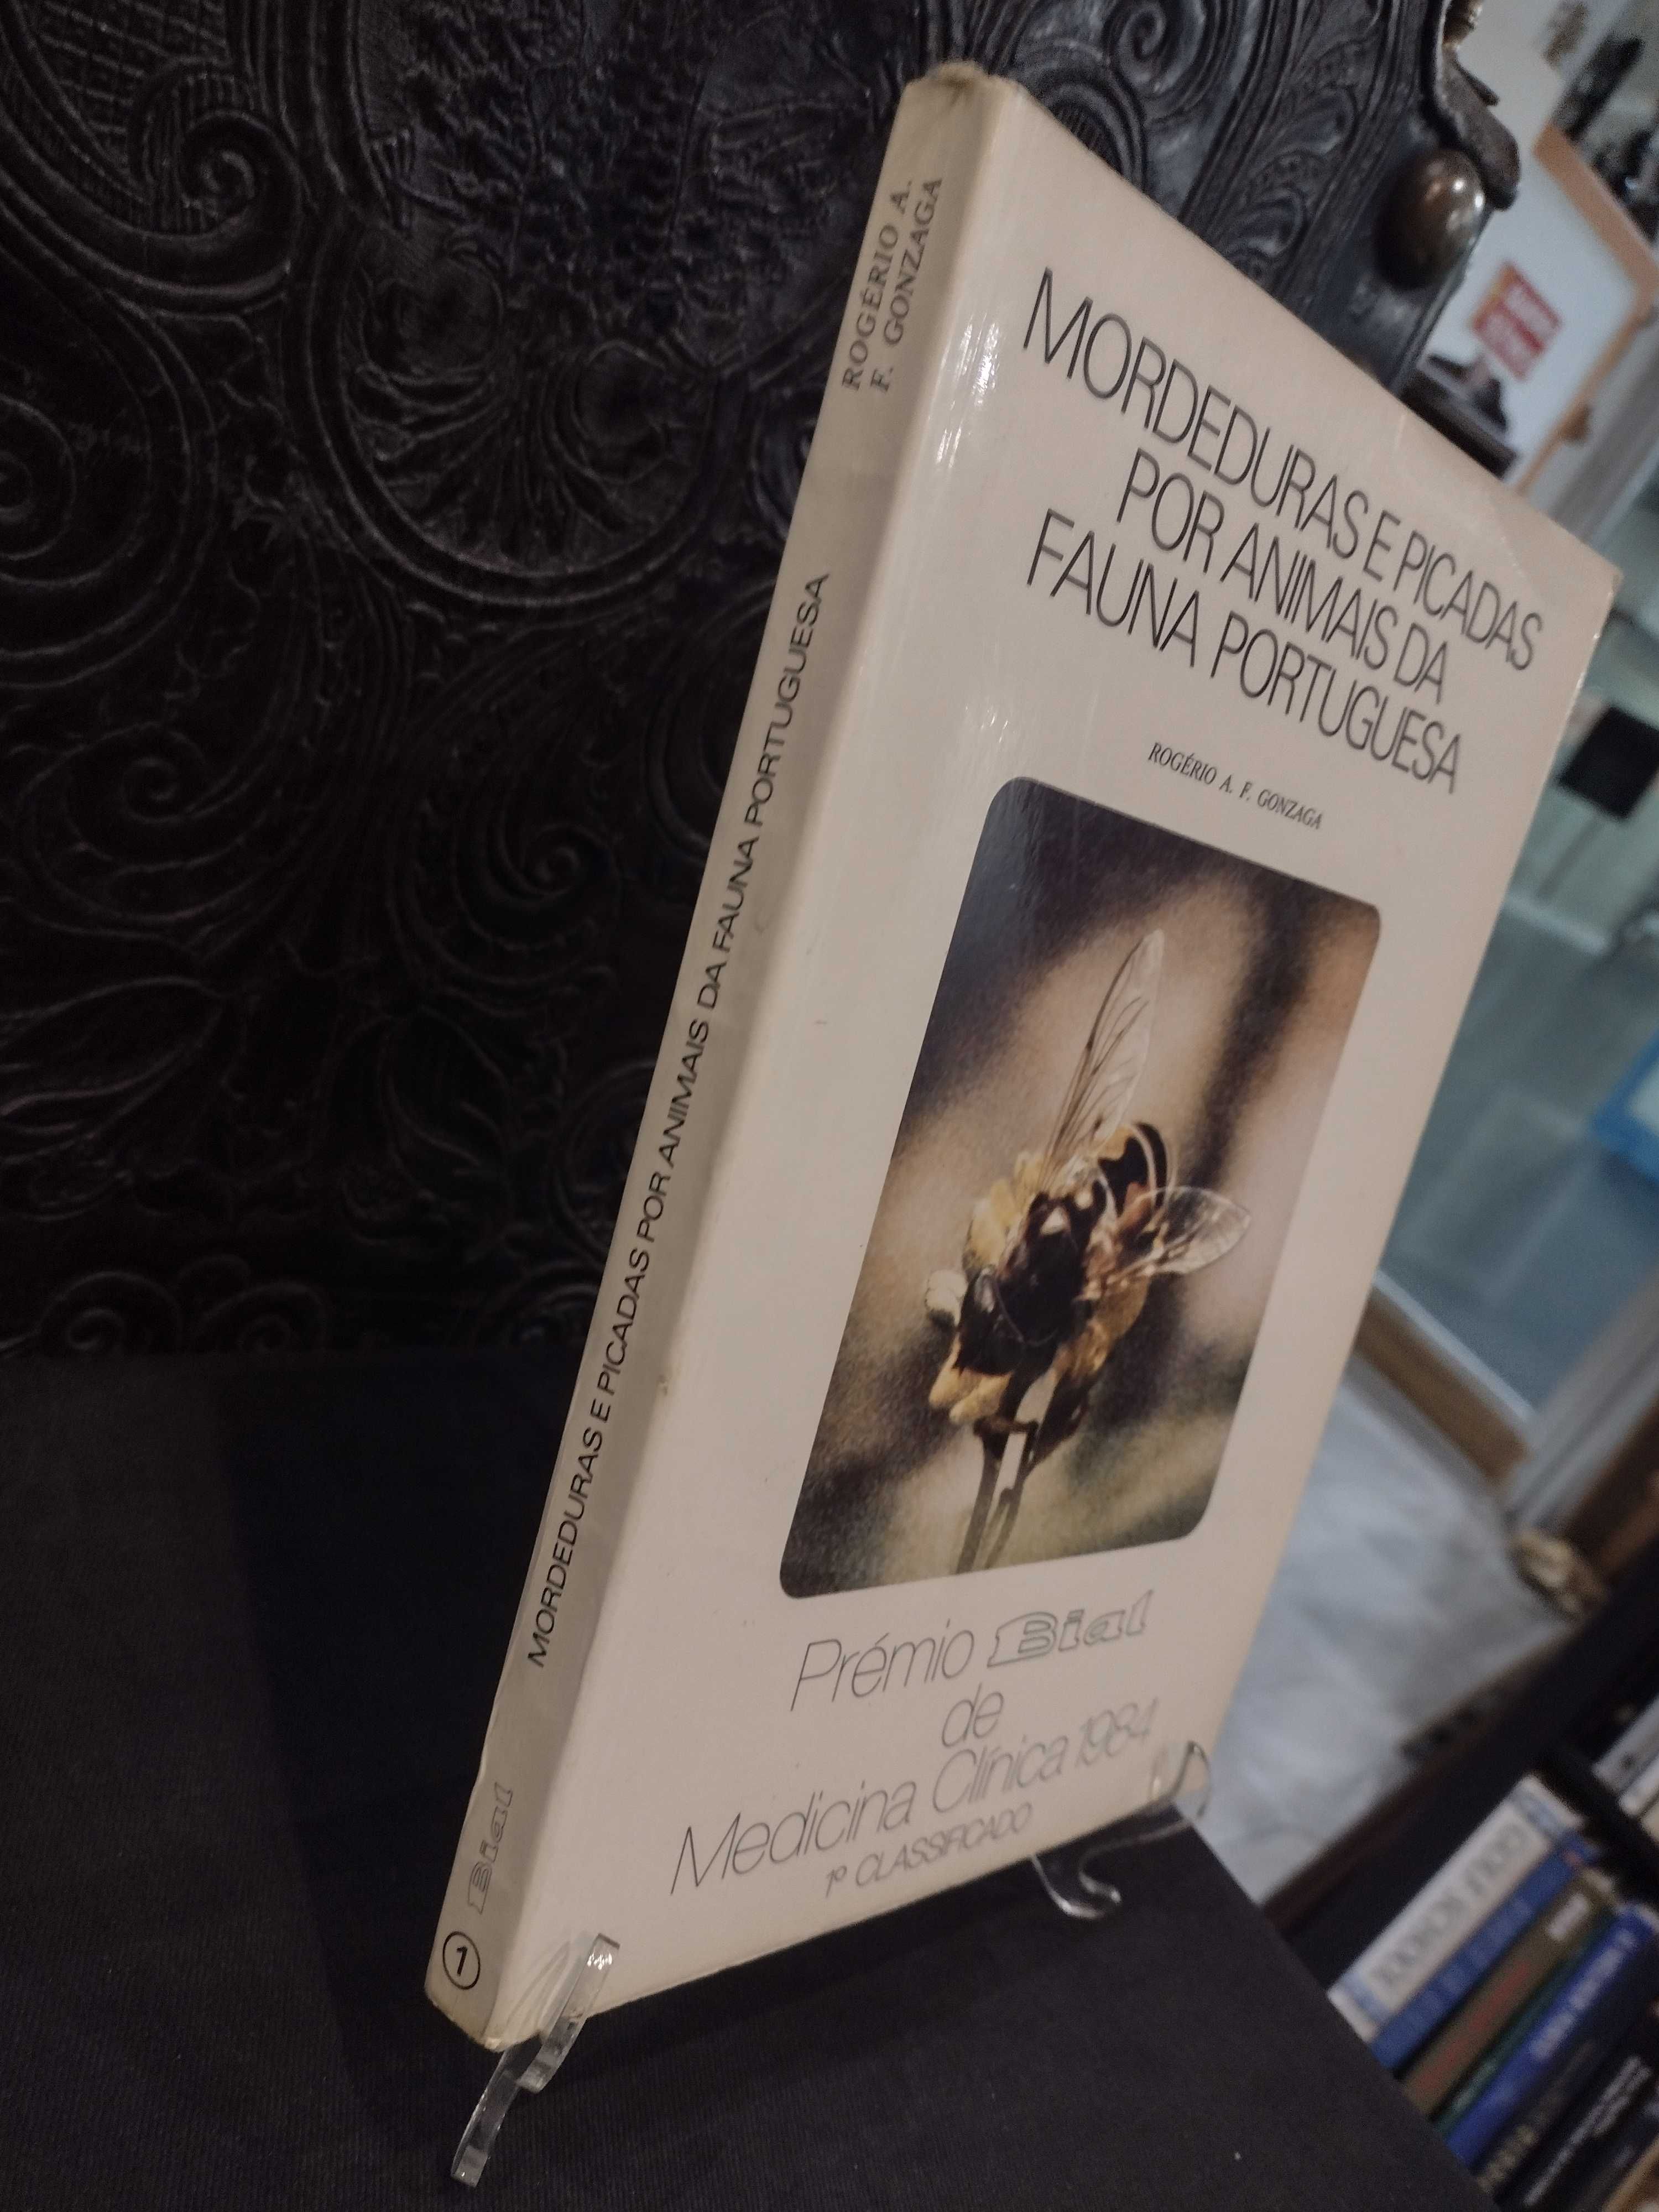 ROGÉRIO A.
F. GONZAGA
MORDEDURAS E PICADAS POR ANIMAIS DA FAUNA PORTUGUESA
Bial
1
MORDEDURAS E PICADAS
POR ANIMAIS DA
FAUNA PORTUGUESA
ROGÉRIO A. F. GONZAGA
Prémio Bial
de
Medicina Clínica 1984
1º CLASSIFICADO